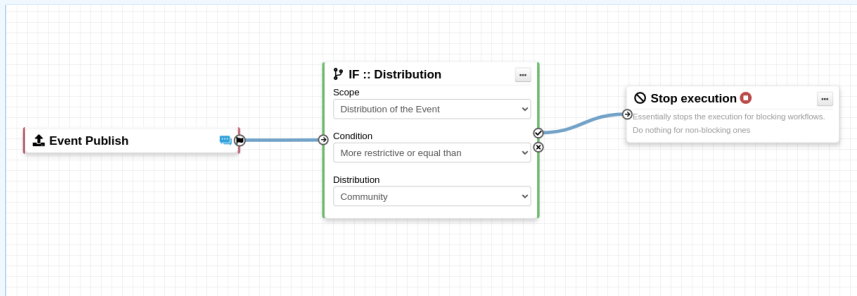 Event Publish
IF :: Distribution
Scope
Distribution of the Event
Condition
More restrictive or equal than
Distribution
Community
Stop execution
Essentially stops the execution for blocking workflows.
Do nothing for non-blocking ones